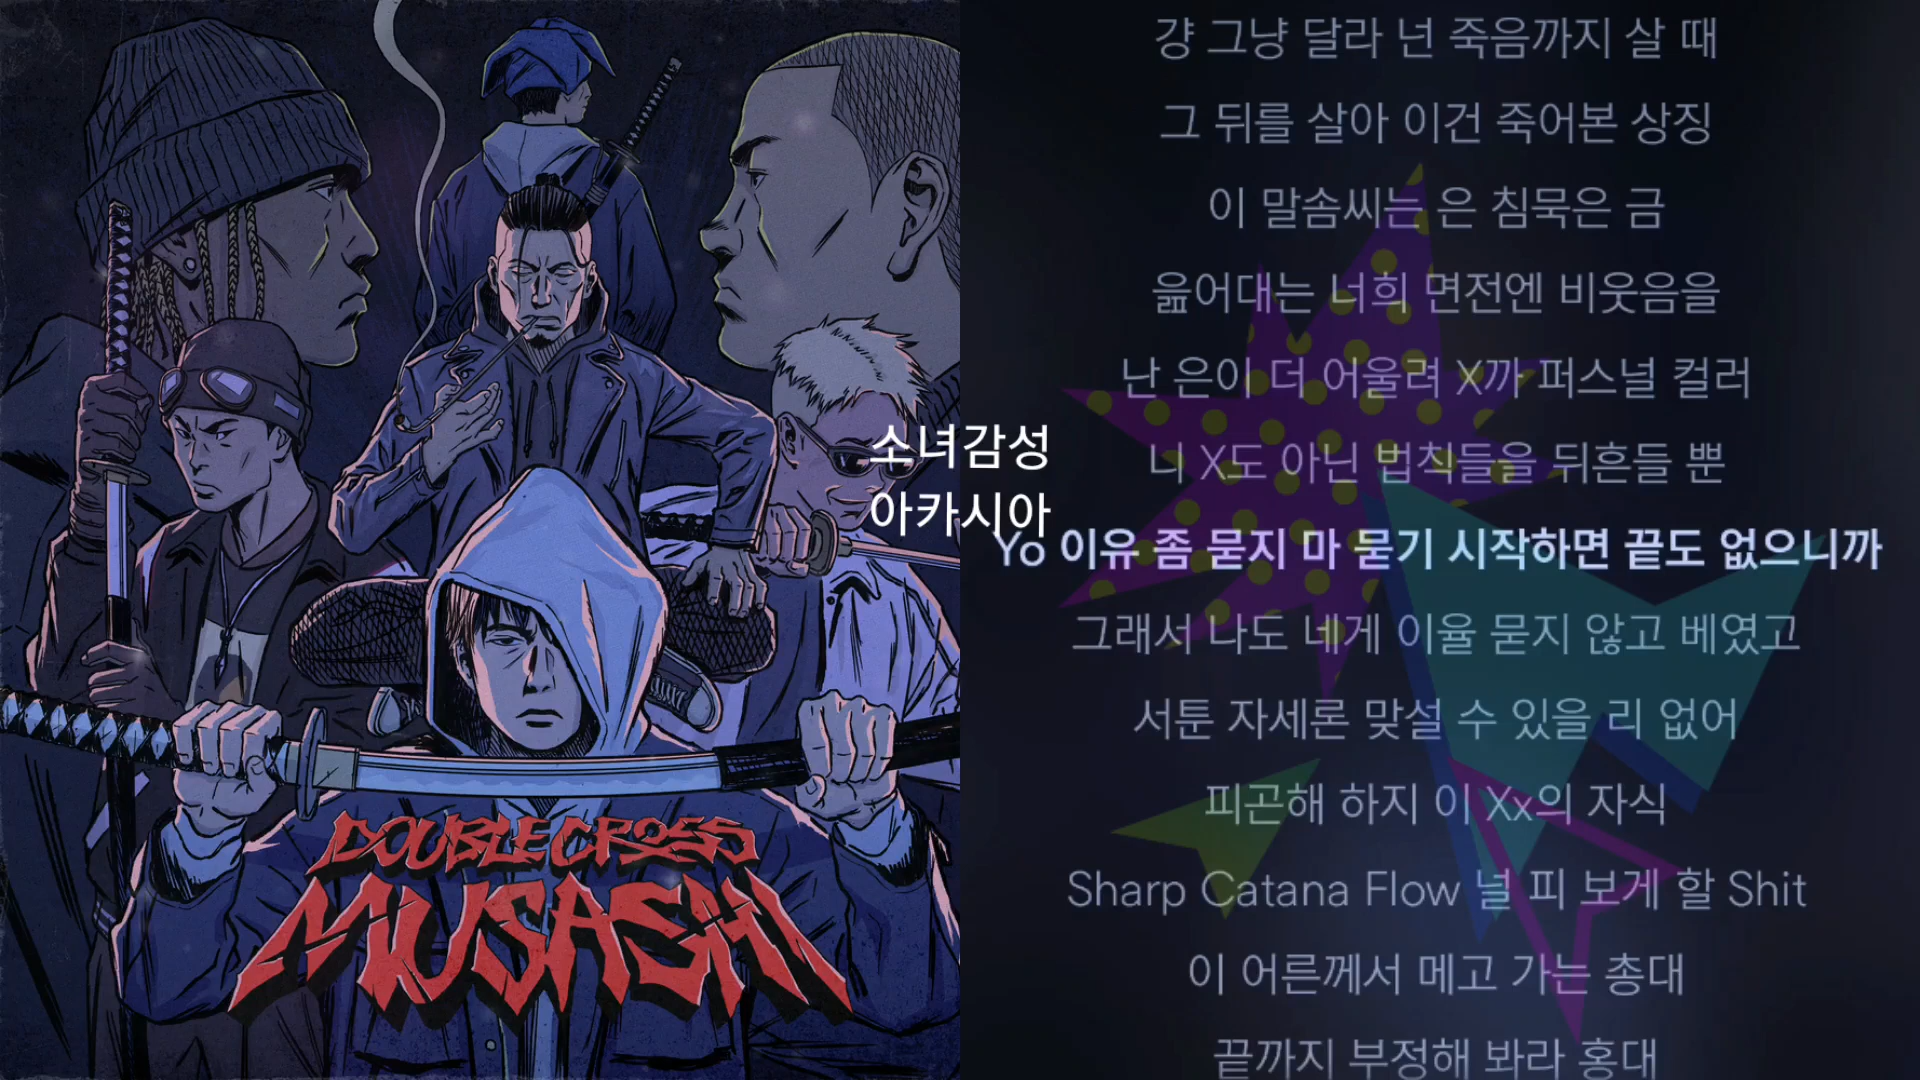 DOUBLE CROSS
MUSASHI
소녀감성
아카시아
걍 그냥 달라 넌 죽음까지 살 때
그 뒤를 살아 이건 죽어본 상징
이 말솜씨는 은 침묵은 금
읊어대는 너희 면전엔 비웃음을
난 은이 더 어울려 X까 퍼스널 컬러
니 X도 아닌 법칙들을 뒤흔들 뿐
Yo 이유 좀 묻지 마 묻기 시작하면 끝도 없으니까
그래서 나도 네게 이율 묻지 않고 베였고
서툰 자세론 맞설 수 있을 리 없어
피곤해 하지 이 Xx의 자식
Sharp Catana Flow 널 피 보게 할 Shit
이 어른께서 메고 가는 총대
끝까지 부정해 봐라 홍대